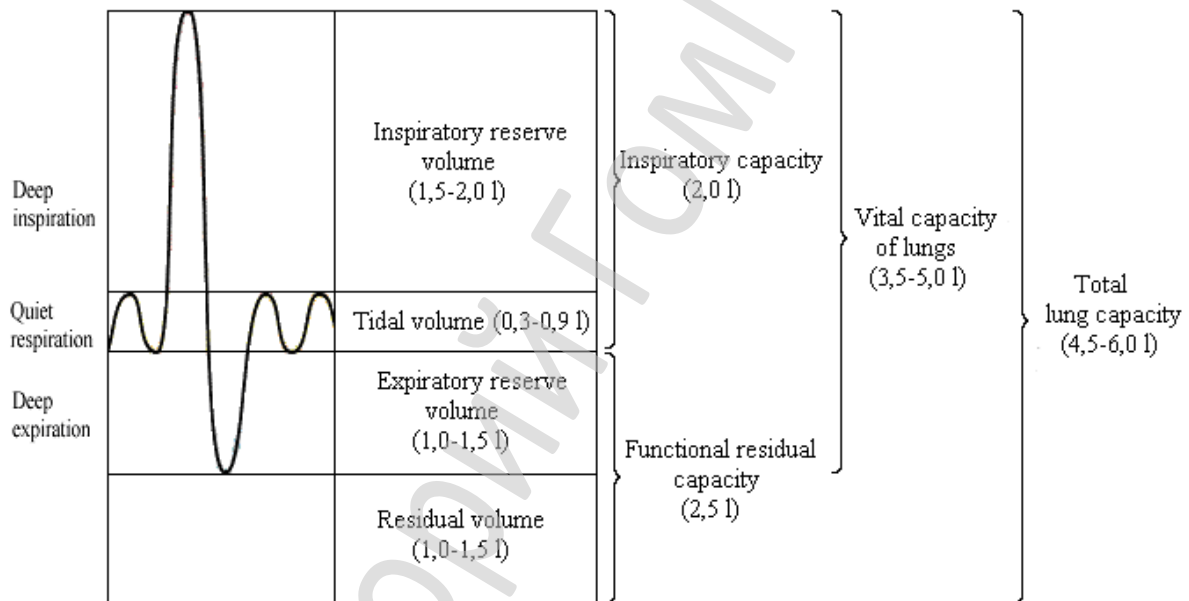 Deep
inspiration
Quiet
respiration
Deep
expiration
Inspiratory reserve
volume
(1,5-2,0 l)
Tidal volume (0,3-0,9 l)
Expiratory reserve
volume
(1,0-1,5 l)
Residual volume
(1,0-1,5 l)
Inspiratory capacity
(2,0 l)
Functional residual
capacity
(2,5 l)
Vital capacity
of lungs
(3,5-5,0 l)
Total
lung capacity
(4,5-6,0 l)